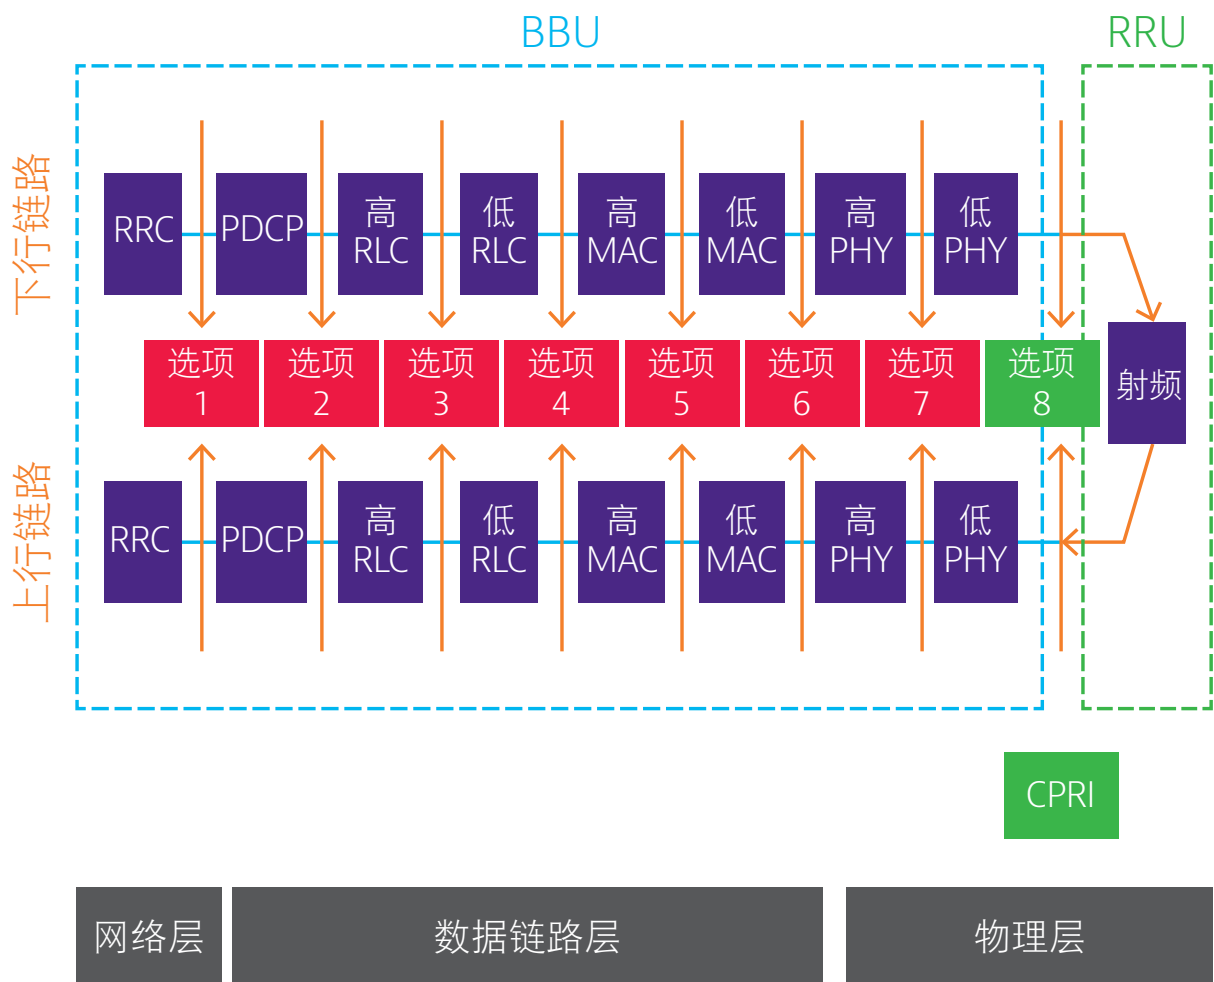 BBU
RRU
下行链路
RRC
PDCP
高
RLC
低
RLC
高
MAC
低
MAC
高
PHY
低
PHY
选项
1
选项
2
选项
3
选项
4
选项
5
选项
6
选项
7
选项
8
射频
上行链路
RRC
PDCP
高
RLC
低
RLC
高
MAC
低
MAC
高
PHY
低
PHY
CPRI
网络层
数据链路层
物理层